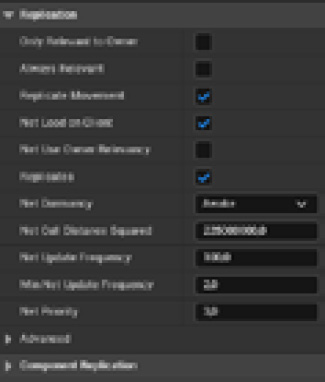 Replication
Only Relevant to Owner
Always Relevant
Replicate Movement
Net Load on Client
Net Use Owner Relevancy
Replicates
Net Dormancy Awake
Net Cull Distance Squared 225000000,0
Net Update Frequency 100,0
Min Net Update Frequency 2,0
Net Priority 3,0
Advanced
Component Replication